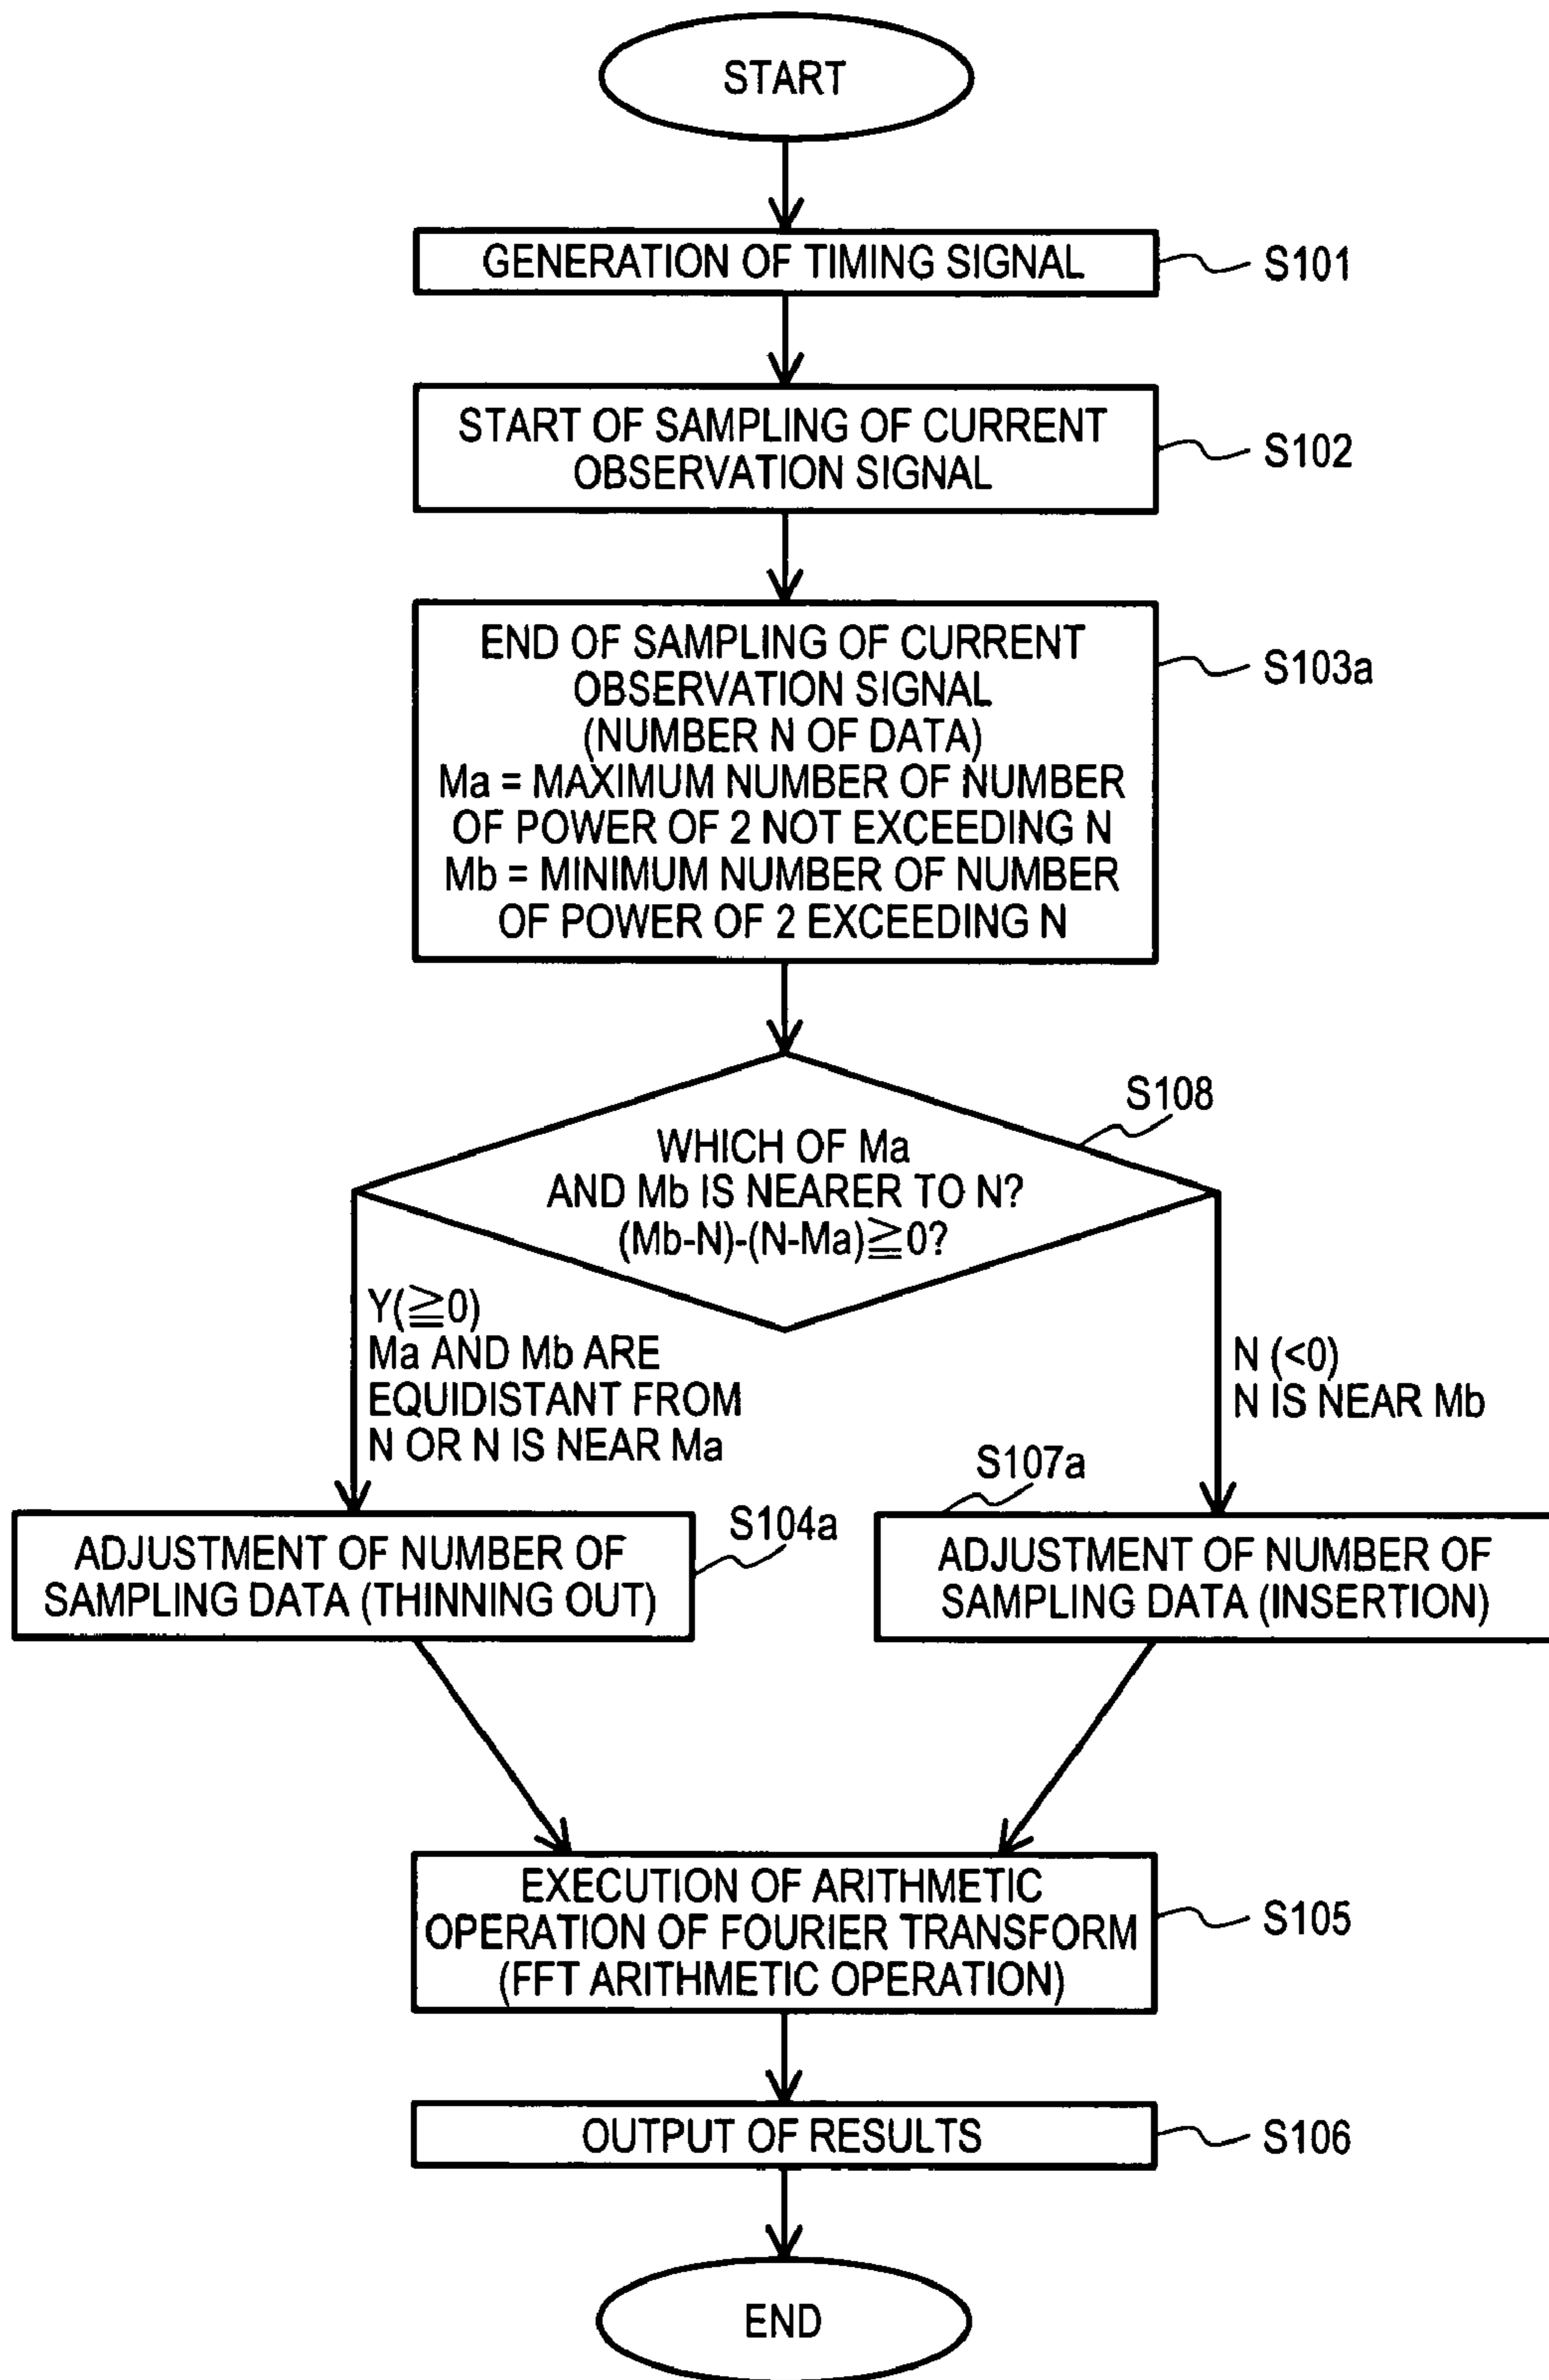 START
GENERATION OF TIMING SIGNAL
S101
START OF SAMPLING OF CURRENT
OBSERVATION SIGNAL
S102
END OF SAMPLING OF CURRENT
OBSERVATION SIGNAL
(NUMBER N OF DATA)
Ma = MAXIMUM NUMBER OF NUMBER
OF POWER OF 2 NOT EXCEEDING N
Mb = MINIMUM NUMBER OF NUMBER
OF POWER OF 2 EXCEEDING N
S103a
S108
WHICH OF Ma
AND Mb IS NEARER TO N?
(Mb-N)-(N-Ma)≧0?
Y(≧0)
Ma AND Mb ARE
EQUIDISTANT FROM
N OR N IS NEAR Ma
N (<0)
N IS NEAR Mb
S104a
ADJUSTMENT OF NUMBER OF
SAMPLING DATA (THINNING OUT)
S107a
ADJUSTMENT OF NUMBER OF
SAMPLING DATA (INSERTION)
EXECUTION OF ARITHMETIC
OPERATION OF FOURIER TRANSFORM
(FFT ARITHMETIC OPERATION)
S105
OUTPUT OF RESULTS
S106
END